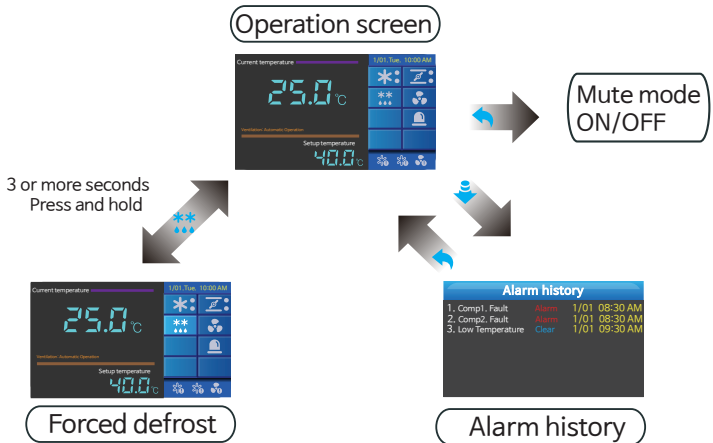 Operation screen
Current temperature
1/01.Tue. 10:00 AM
25.0 ℃
Ventilation: Automatic Operation
Setup temperature
40.0 ℃
Mute mode
ON/OFF
3 or more seconds
Press and hold
Current temperature
1/01.Tue. 10:00 AM
25.0 ℃
Ventilation: Automatic Operation
Setup temperature
40.0 ℃
Forced defrost
Alarm history
1. Comp1. Fault Alarm 1/01 08:30 AM
2. Comp2. Fault Alarm 1/01 09:30 AM
3. Low Temperature Clear 1/01 09:30 AM
Alarm history